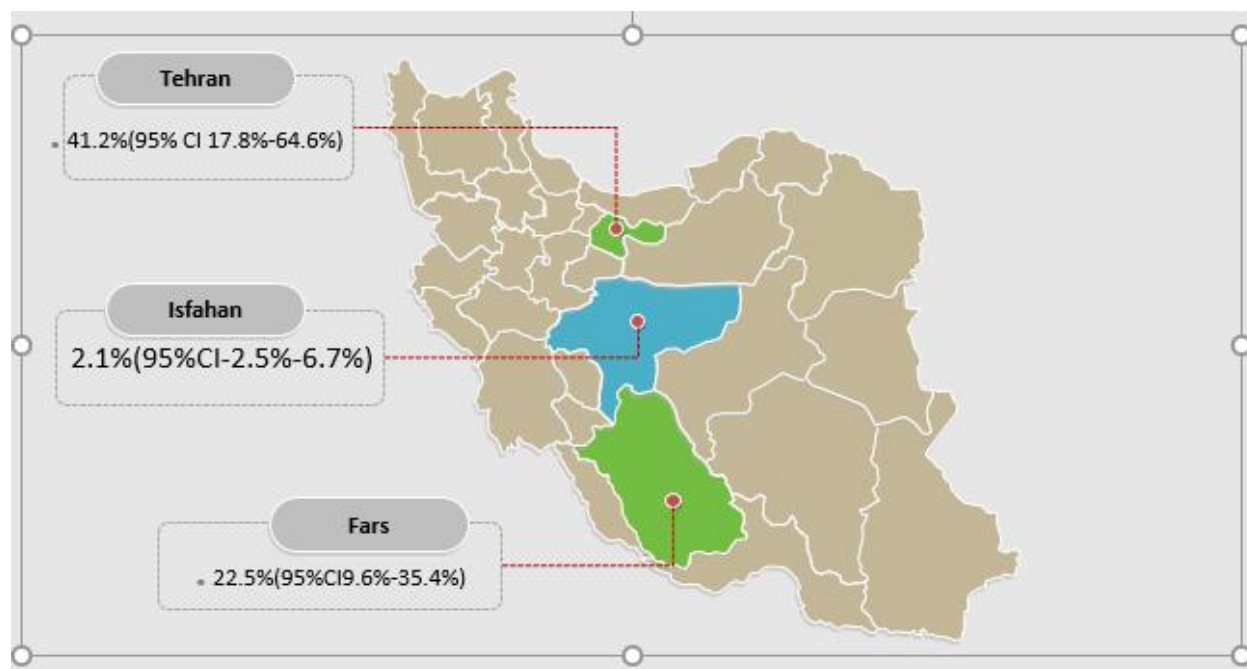 Tehran
• 41.2%(95% CI 17.8%-64.6%)
Isfahan
2.1%(95%CI-2.5%-6.7%)
Fars
• 22.5%(95%CI9.6%-35.4%)